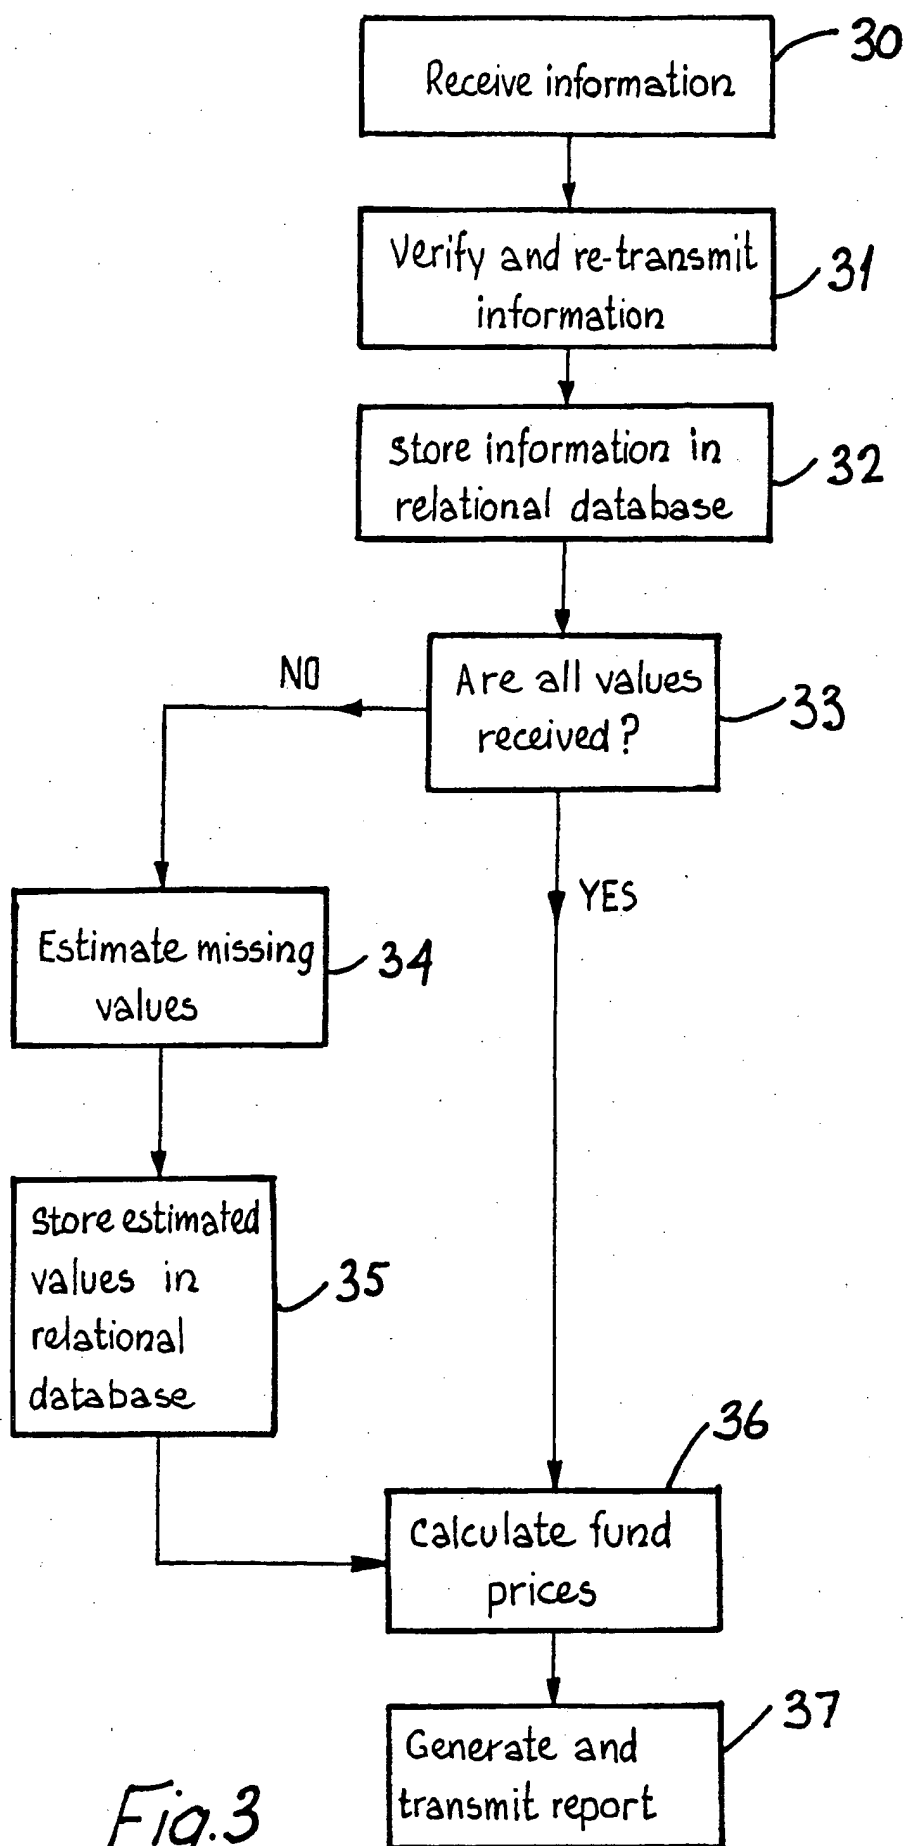 30
Receive information
Verify and re-transmit
information
31
Store information in
relational database
32
NO
Are all values
received?
33
YES
Estimate missing
values
34
Store estimated
values in
relational
database
35
36
Calculate fund
prices
37
Generate and
transmit report
Fig.3